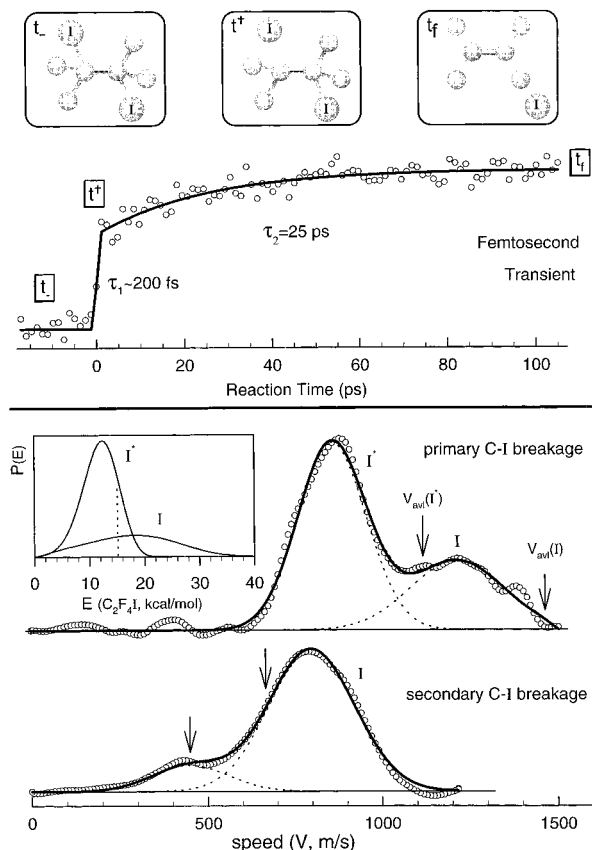 t_ t† t_f
I I I I I
t† t_f
τ₂=25 ps
Femtosecond
Transient
t_
τ₁~200 fs
0 20 40 60 80 100
Reaction Time (ps)
P(E)
I*
I
0 10 20 30 40
E (C₂F₄I, kcal/mol)
primary C-I breakage
I*
V_avl(I*)
I
V_avl(I)
I
secondary C-I breakage
0 500 1000 1500
speed (V, m/s)